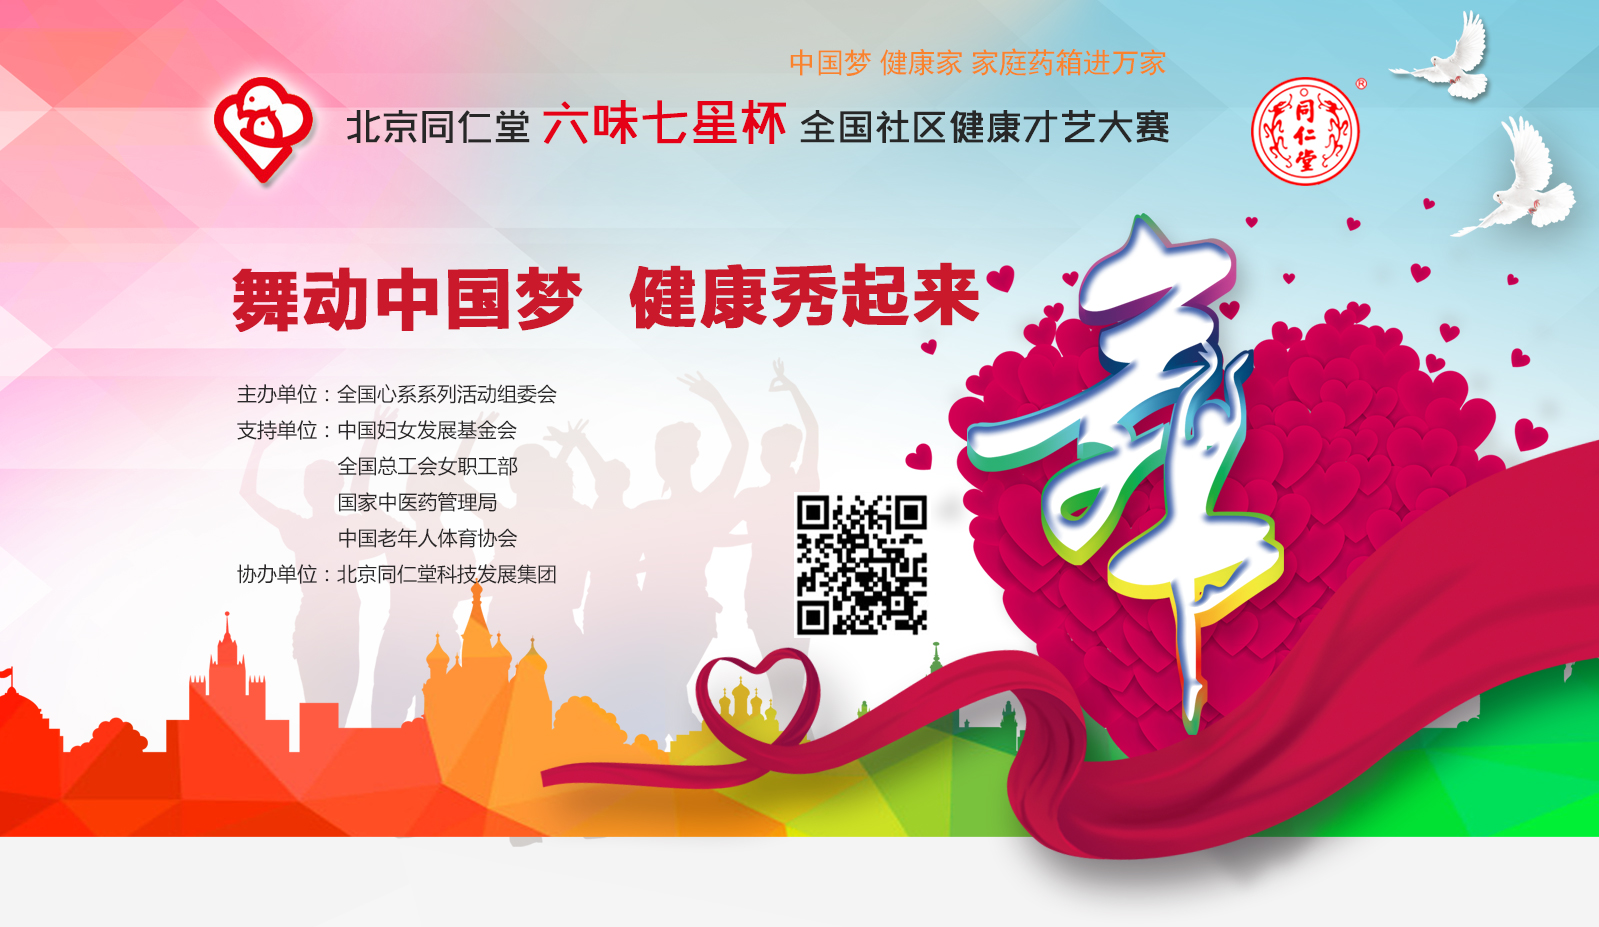 中国梦 健康家 家庭药箱进万家
北京同仁堂 六味七星杯 全国社区健康才艺大赛
同仁堂
®
舞动中国梦 健康秀起来
舞
主办单位：全国心系系列活动组委会
支持单位：中国妇女发展基金会
全国总工会女职工部
国家中医药管理局
中国老年人体育协会
协办单位：北京同仁堂科技发展集团